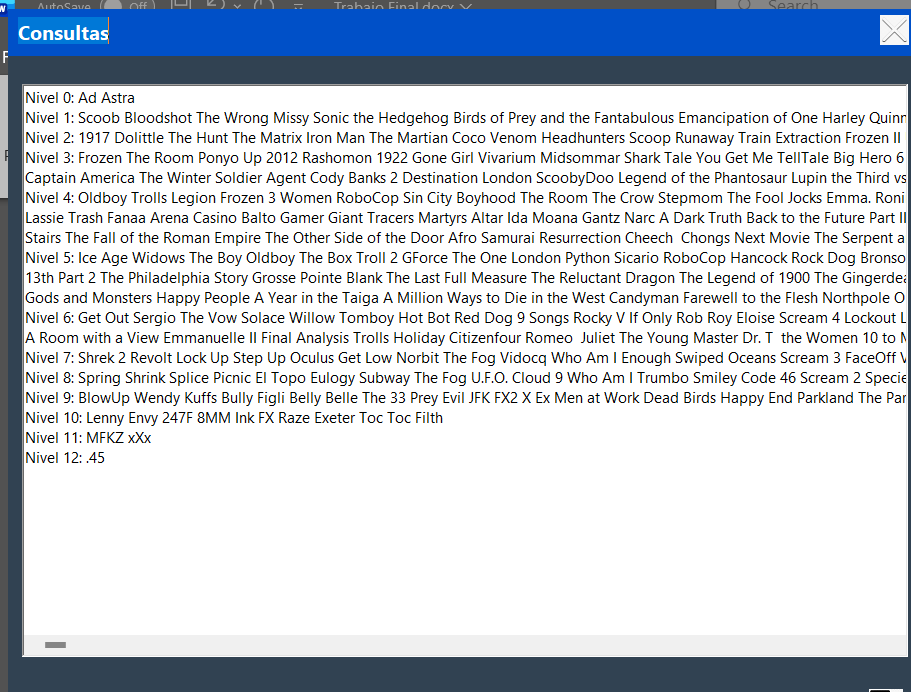 AutoSave Off Trabajo Final.docx Search
Consultas
Nivel 0: Ad Astra
Nivel 1: Scoob Bloodshot The Wrong Missy Sonic the Hedgehog Birds of Prey and the Fantabulous Emancipation of One Harley Quinn
Nivel 2: 1917 Dolittle The Hunt The Matrix Iron Man The Martian Coco Venom Headhunters Scoop Runaway Train Extraction Frozen II
Nivel 3: Frozen The Room Ponyo Up 2012 Rashomon 1922 Gone Girl Vivarium Midsommar Shark Tale You Get Me TellTale Big Hero 6
Captain America The Winter Soldier Agent Cody Banks 2 Destination London ScoobyDoo Legend of the Phantosaur Lupin the Third vs
Nivel 4: Oldboy Trolls Legion Frozen 3 Women RoboCop Sin City Boyhood The Room The Crow Stepmom The Fool Jocks Emma. Roni
Lassie Trash Fanaa Arena Casino Balto Gamer Giant Tracers Martyrs Altar Ida Moana Gantz Narc A Dark Truth Back to the Future Part II
Stairs The Fall of the Roman Empire The Other Side of the Door Afro Samurai Resurrection Cheech  Chongs Next Movie The Serpent a
Nivel 5: Ice Age Widows The Boy Oldboy The Box Troll 2 GForce The One London Python Sicario RoboCop Hancock Rock Dog Bronso
13th Part 2 The Philadelphia Story Grosse Pointe Blank The Last Full Measure The Reluctant Dragon The Legend of 1900 The Gingerdea
Gods and Monsters Happy People A Year in the Taiga A Million Ways to Die in the West Candyman Farewell to the Flesh Northpole O
Nivel 6: Get Out Sergio The Vow Solace Willow Tomboy Hot Bot Red Dog 9 Songs Rocky V If Only Rob Roy Eloise Scream 4 Lockout L
A Room with a View Emmanuelle II Final Analysis Trolls Holiday Citizenfour Romeo  Juliet The Young Master Dr. T  the Women 10 to M
Nivel 7: Shrek 2 Revolt Lock Up Step Up Oculus Get Low Norbit The Fog Vidocq Who Am I Enough Swiped Oceans Scream 3 FaceOff V
Nivel 8: Spring Shrink Splice Picnic El Topo Eulogy Subway The Fog U.F.O. Cloud 9 Who Am I Trumbo Smiley Code 46 Scream 2 Specie
Nivel 9: BlowUp Wendy Kuffs Bully Figli Belly Belle The 33 Prey Evil JFK FX2 X Ex Men at Work Dead Birds Happy End Parkland The Par
Nivel 10: Lenny Envy 247F 8MM Ink FX Raze Exeter Toc Toc Filth
Nivel 11: MFKZ xXx
Nivel 12: .45